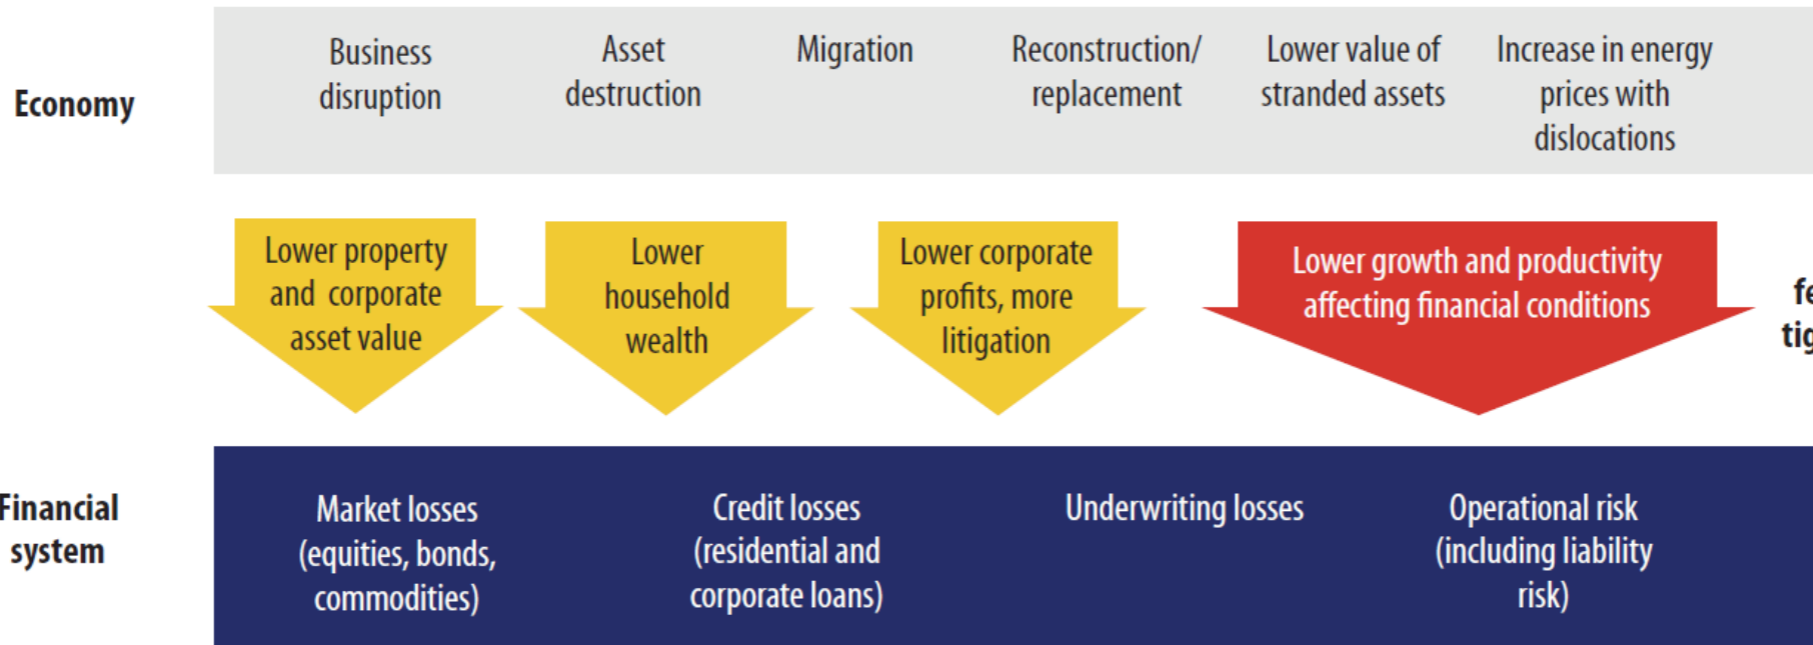 Economy
Business
disruption
Asset
destruction
Migration
Reconstruction/
replacement
Lower value of
stranded assets
Increase in energy
prices with
dislocations
Lower property
and corporate
asset value
Lower
household
wealth
Lower corporate
profits, more
litigation
Lower growth and productivity
affecting financial conditions
Financial
system
Market losses
(equities, bonds,
commodities)
Credit losses
(residential and
corporate loans)
Underwriting losses
Operational risk
(including liability
risk)